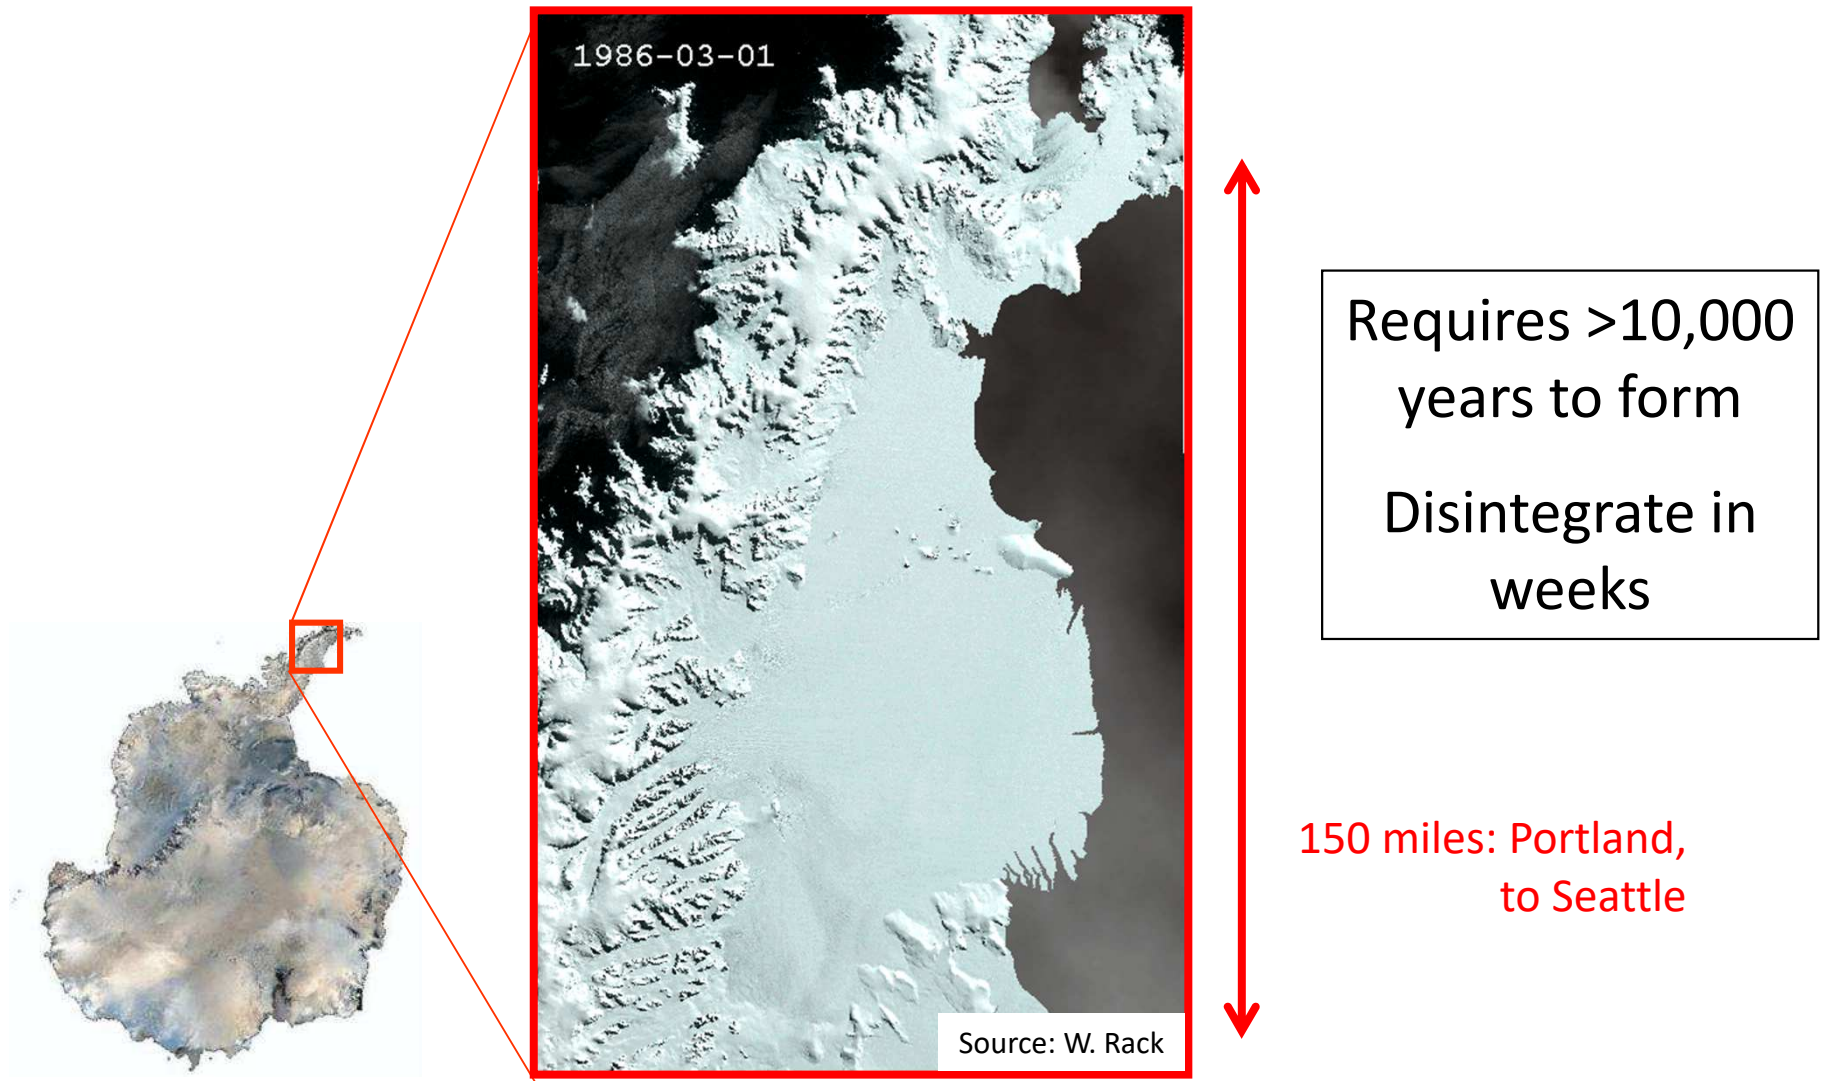 1986-03-01
Requires >10,000
years to form
Disintegrate in
weeks
150 miles: Portland,
to Seattle
Source: W. Rack